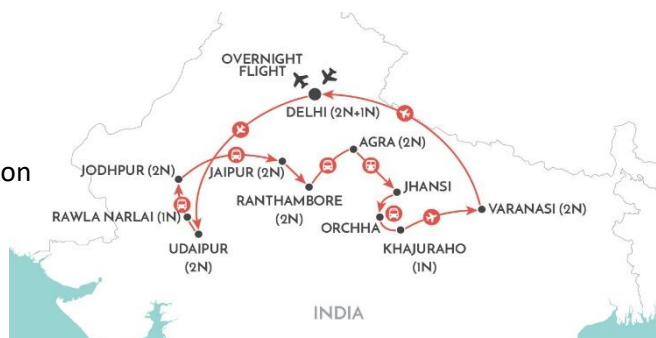 OVERNIGHT
FLIGHT
DELHI (2N+1N)
AGRA (2N)
on
JODHPUR (2N)
JAIPUR (2N)
JHANSI
RANTHAMBORE
(2N)
RAWLA NARLAI (1N)
VARANASI (2N)
ORCHHA
UDAIPUR
(2N)
KHAJURAHO
(1N)
INDIA